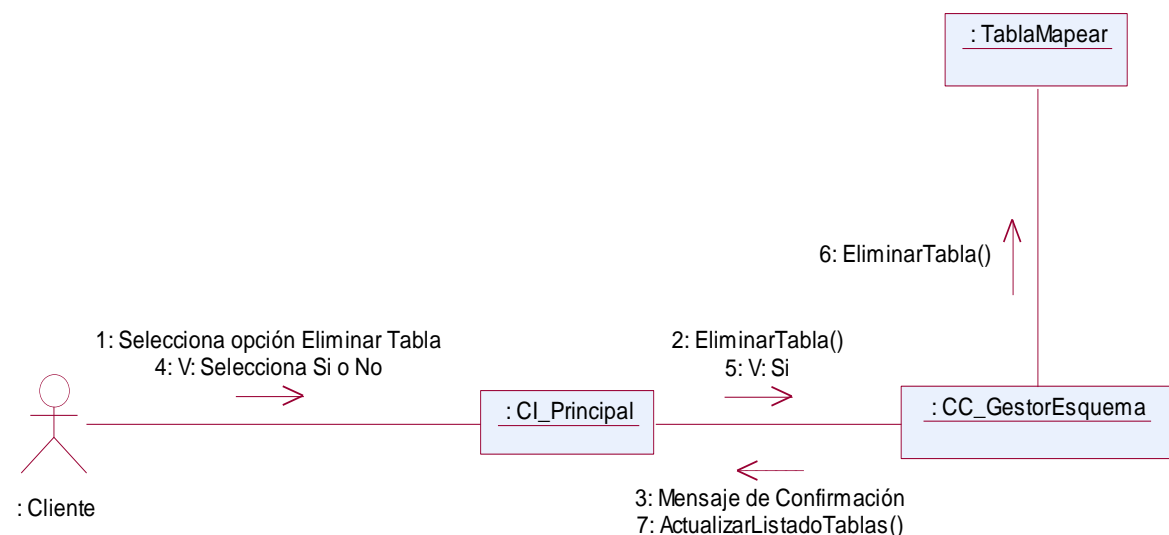 : TablaMapear
6: EliminarTabla()
1: Selecciona opción Eliminar Tabla
4: V: Selecciona Si o No
2: EliminarTabla()
5: V: Si
: CI_Principal
: CC_GestorEsquema
: Cliente
3: Mensaje de Confirmación
7: ActualizarListadoTablas()